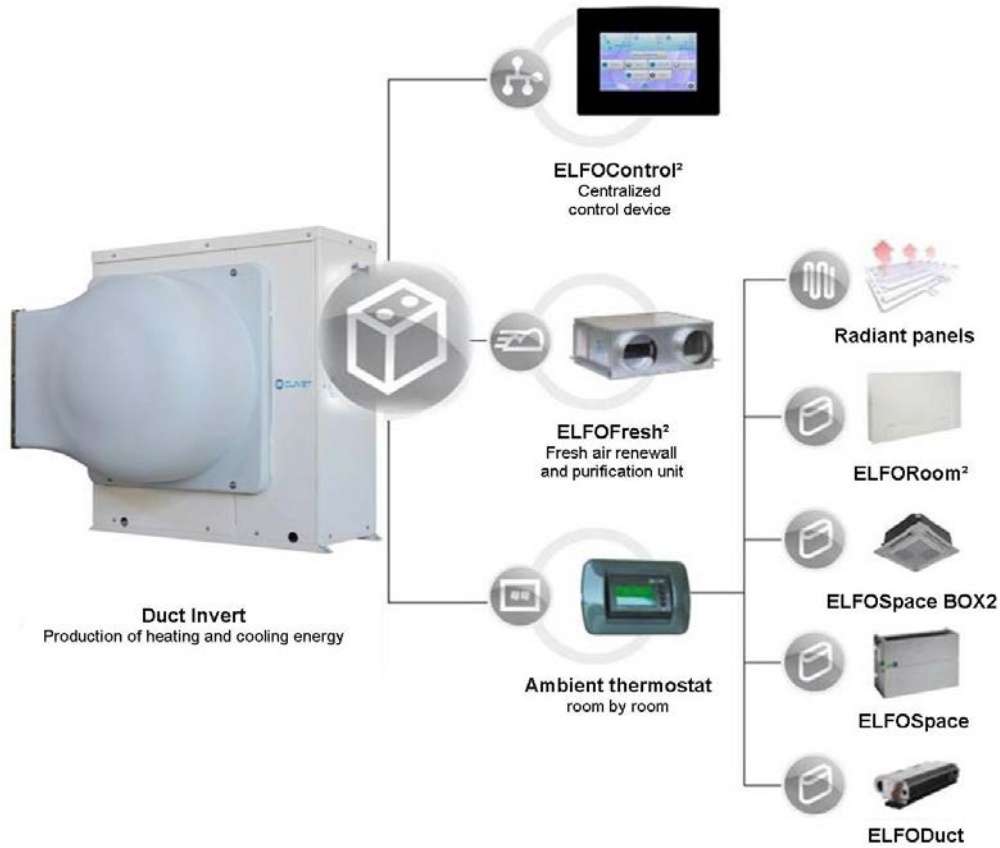 ELFOControl²
Centralized
control device
CLIVET
Duct Invert
Production of heating and cooling energy
ELFOFresh²
Fresh air renewall
and purification unit
Ambient thermostat
room by room
Radiant panels
ELFORoom²
ELFOSpace BOX2
ELFOSpace
ELFODuct